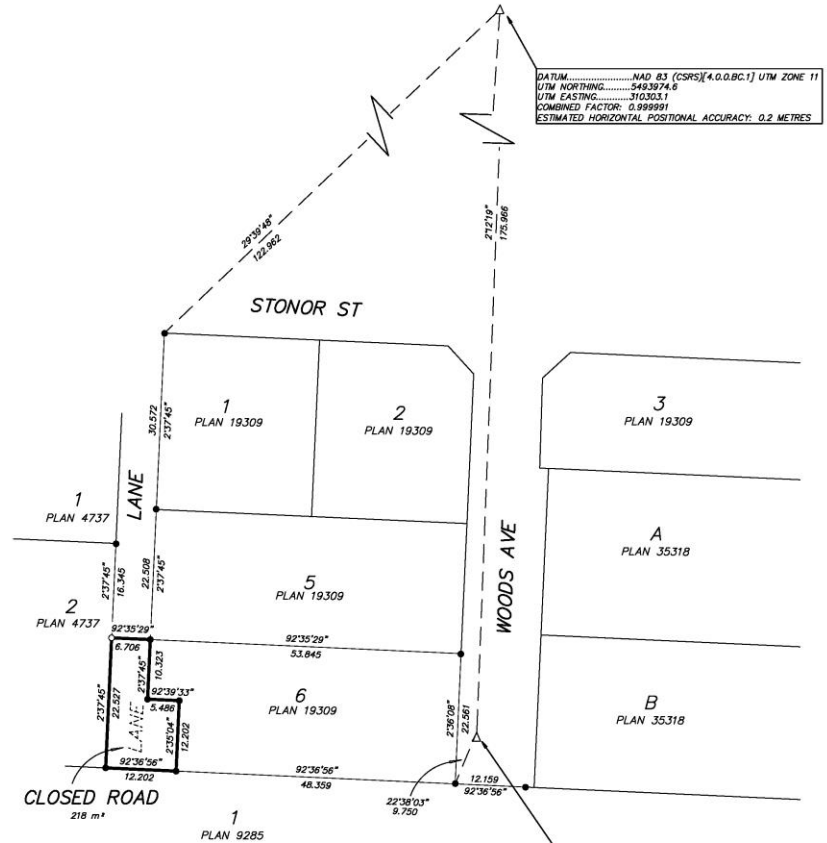 DATUM....................NAD 83 (CSRS)[4.0.0.BC.1] UTM ZONE 11
UTM NORTHING.........5493974.6
UTM EASTING...........310303.1
COMBINED FACTOR: 0.999991
ESTIMATED HORIZONTAL POSITIONAL ACCURACY: 0.2 METRES
29°39'48"
122.962
2°12'19"
175.966
STONOR ST
30.572
2°37'45"
1
PLAN 19309
2
PLAN 19309
3
PLAN 19309
LANE
1
PLAN 4737
WOODS AVE
A
PLAN 35318
2°37'45"
16.345
22.508
2°37'45"
5
PLAN 19309
2
PLAN 4737
92°35'29"
6.706
92°35'29"
53.845
2°37'45"
22.527
2°37'45"
10.323
92°39'33"
5.486
6
PLAN 19309
2°36'08"
22.561
B
PLAN 35318
LANE
2°35'04"
12.202
92°36'56"
12.202
92°36'56"
48.359
12.159
92°36'56"
22°38'03"
9.750
CLOSED ROAD
218 m²
1
PLAN 9285